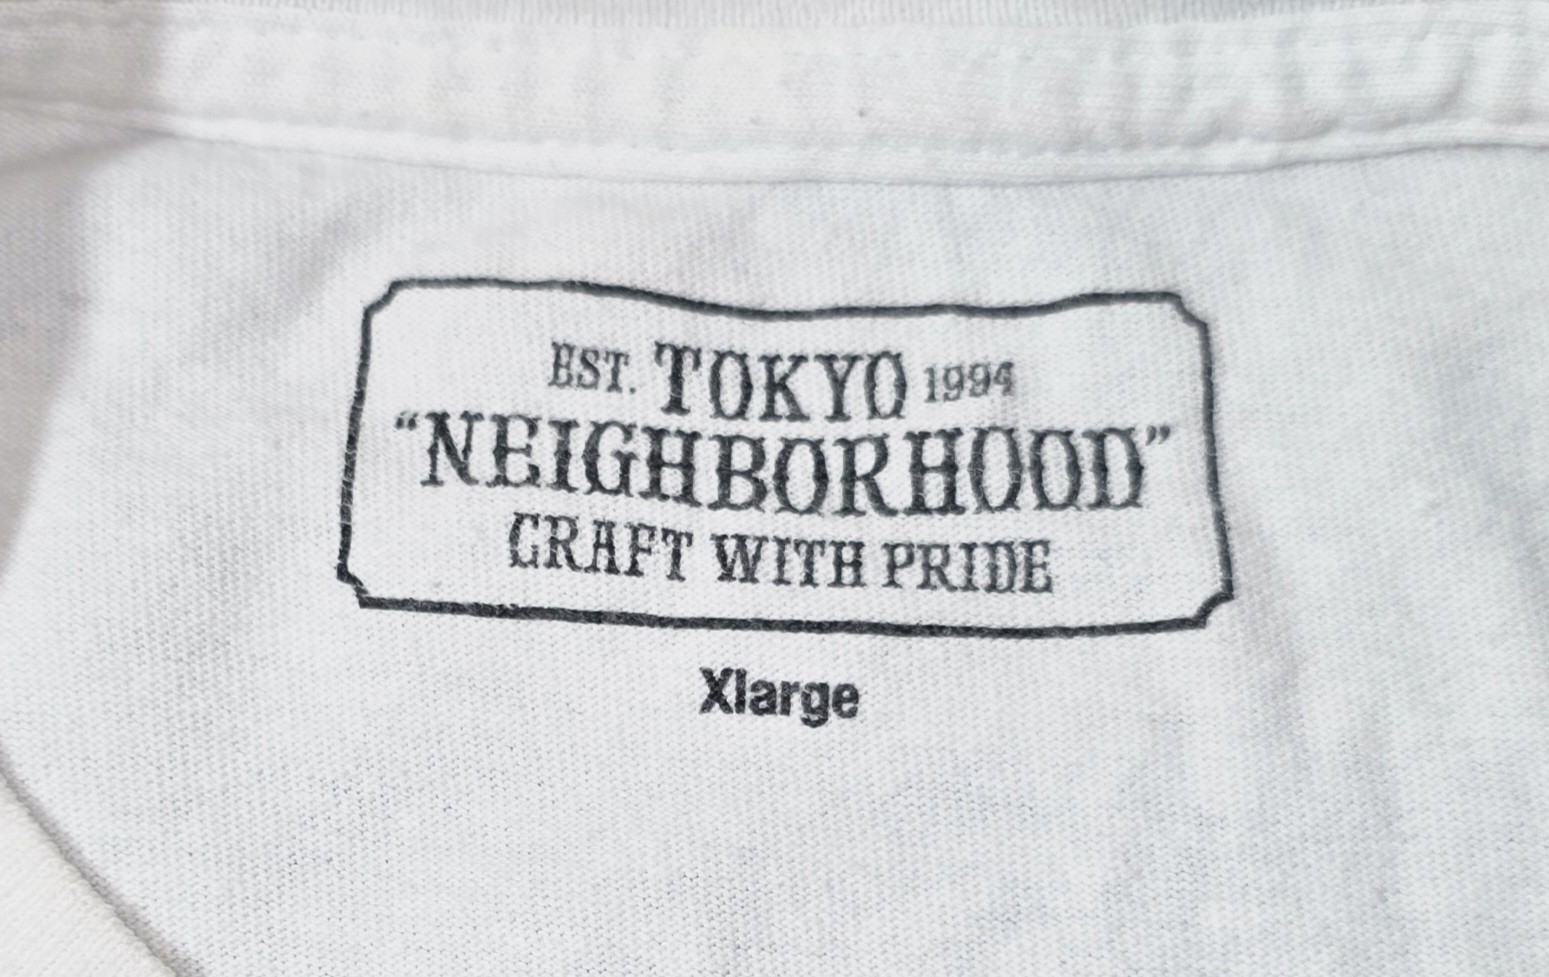 EST. TOKYO 1994
“NEIGHBORHOOD”
CRAFT WITH PRIDE
Xlarge